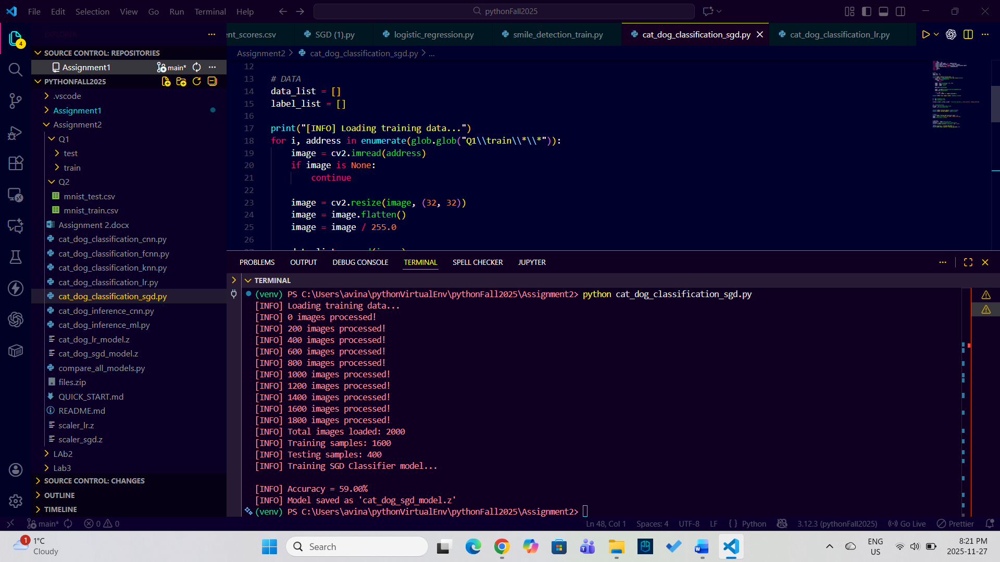 File Edit Selection View Go Run Terminal Help
pythonFall2025
4
EXPLORER
SOURCE CONTROL: REPOSITORIES
Assignment1 main*
PYTHONFALL2025
.vscode
Assignment1
Assignment2
Q1
test
train
Q2
mnist_test.csv
mnist_train.csv
Assignment 2.docx
cat_dog_classification_cnn.py
cat_dog_classification_fcnn.py
cat_dog_classification_knn.py
cat_dog_classification_lr.py
cat_dog_classification_sgd.py
cat_dog_inference_cnn.py
cat_dog_inference_ml.py
cat_dog_lr_model.z
cat_dog_sgd_model.z
compare_all_models.py
files.zip
QUICK_START.md
README.md
scaler_lr.z
scaler_sgd.z
LAb2
Lab3
SOURCE CONTROL: CHANGES
OUTLINE
TIMELINE
nt_scores.csv SGD (1).py logistic_regression.py smile_detection_train.py cat_dog_classification_sgd.py cat_dog_classification_lr.py
Assignment2 > cat_dog_classification_sgd.py > ...
12
13 # DATA
14 data_list = []
15 label_list = []
16
17 print("[INFO] Loading training data...")
18 for i, address in enumerate(glob.glob("Q1\\train\\*\\*")):
19 image = cv2.imread(address)
20 if image is None:
21 continue
22
23 image = cv2.resize(image, (32, 32))
24 image = image.flatten()
25 image = image / 255.0
26
PROBLEMS OUTPUT DEBUG CONSOLE TERMINAL SPELL CHECKER JUPYTER
TERMINAL
(venv) PS C:\Users\avina\pythonVirtualEnv\pythonFall2025\Assignment2> python cat_dog_classification_sgd.py
[INFO] Loading training data...
[INFO] 0 images processed!
[INFO] 200 images processed!
[INFO] 400 images processed!
[INFO] 600 images processed!
[INFO] 800 images processed!
[INFO] 1000 images processed!
[INFO] 1200 images processed!
[INFO] 1400 images processed!
[INFO] 1600 images processed!
[INFO] 1800 images processed!
[INFO] Total images loaded: 2000
[INFO] Training samples: 1600
[INFO] Testing samples: 400
[INFO] Training SGD Classifier model...
[INFO] Accuracy = 59.00%
[INFO] Model saved as 'cat_dog_sgd_model.z'
(venv) PS C:\Users\avina\pythonVirtualEnv\pythonFall2025\Assignment2>
main* 0 0 Ln 48, Col 1 Spaces: 4 UTF-8 LF { } Python 3.12.3 (pythonFall2025) Go Live Prettier
1 1°C
Cloudy
Search
ENG
US
8:21 PM
2025-11-27